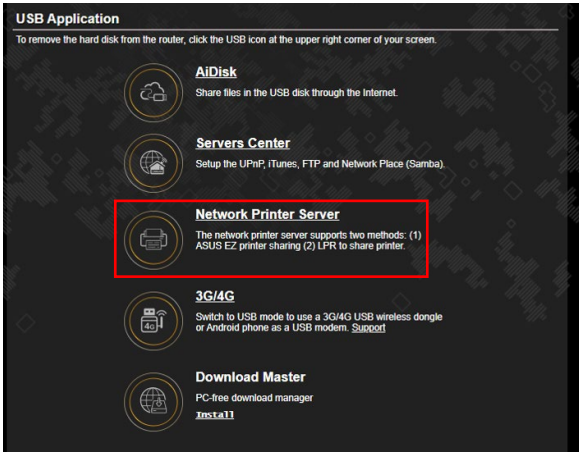 USB Application
To remove the hard disk from the router, click the USB icon at the upper right corner of your screen.
AiDisk
Share files in the USB disk through the Internet.
Servers Center
Setup the UPnP, iTunes, FTP and Network Place (Samba).
Network Printer Server
The network printer server supports two methods: (1)
ASUS EZ printer sharing (2) LPR to share printer.
3G/4G
4G
Switch to USB mode to use a 3G/4G USB wireless dongle
or Android phone as a USB modem. Support
Download Master
PC-free download manager
Install